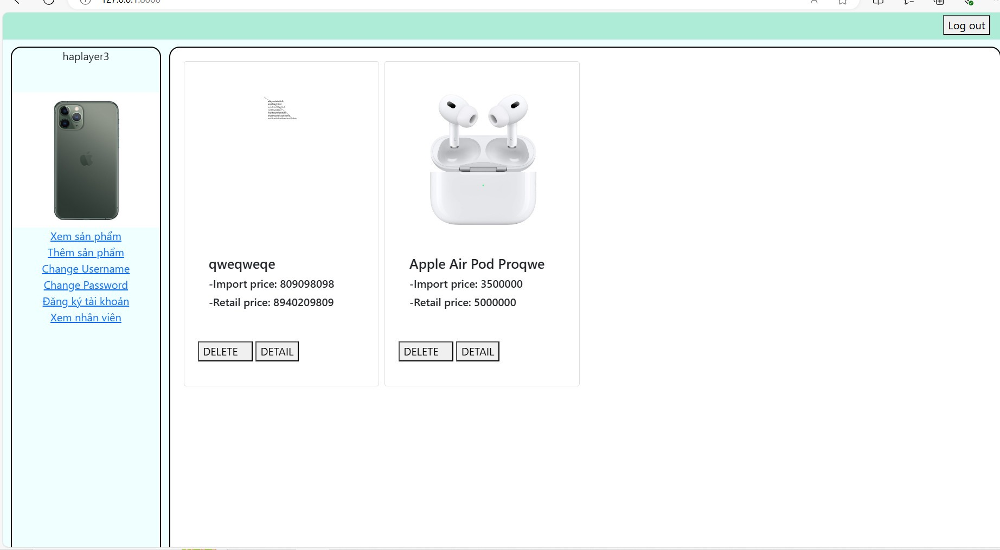 127.0.0.1:8000
Log out
haplayer3
Xem sản phẩm
Thêm sản phẩm
Change Username
Change Password
Đăng ký tài khoản
Xem nhân viên
qweqweqe
-Import price: 809098098
-Retail price: 8940209809
DELETE
DETAIL
Apple Air Pod Proqwe
-Import price: 3500000
-Retail price: 5000000
DELETE
DETAIL